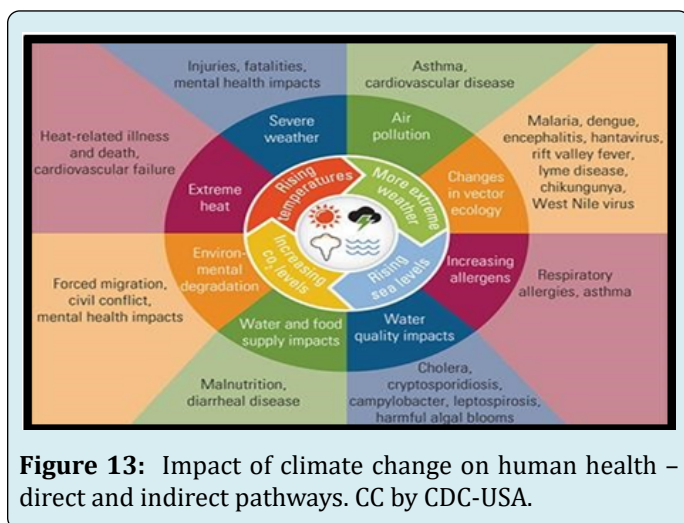 Injuries, fatalities,
mental health impacts
Asthma,
cardiovascular disease
Heat-related illness
and death,
cardiovascular failure
Severe
weather
Air
pollution
Malaria, dengue,
encephalitis, hantavirus,
rift valley fever,
lyme disease,
chikungunya,
West Nile virus
Extreme
heat
Rising
temperatures
More extreme
weather
Changes
in vector
ecology
Environ-
mental
degradation
Increasing
CO₂ levels
Rising
sea levels
Increasing
allergens
Forced migration,
civil conflict,
mental health impacts
Respiratory
allergies, asthma
Water and food
supply impacts
Water
quality impacts
Malnutrition,
diarrheal disease
Cholera,
cryptosporidiosis,
campylobacter, leptospirosis,
harmful algal blooms
Figure 13: Impact of climate change on human health –
direct and indirect pathways. CC by CDC-USA.